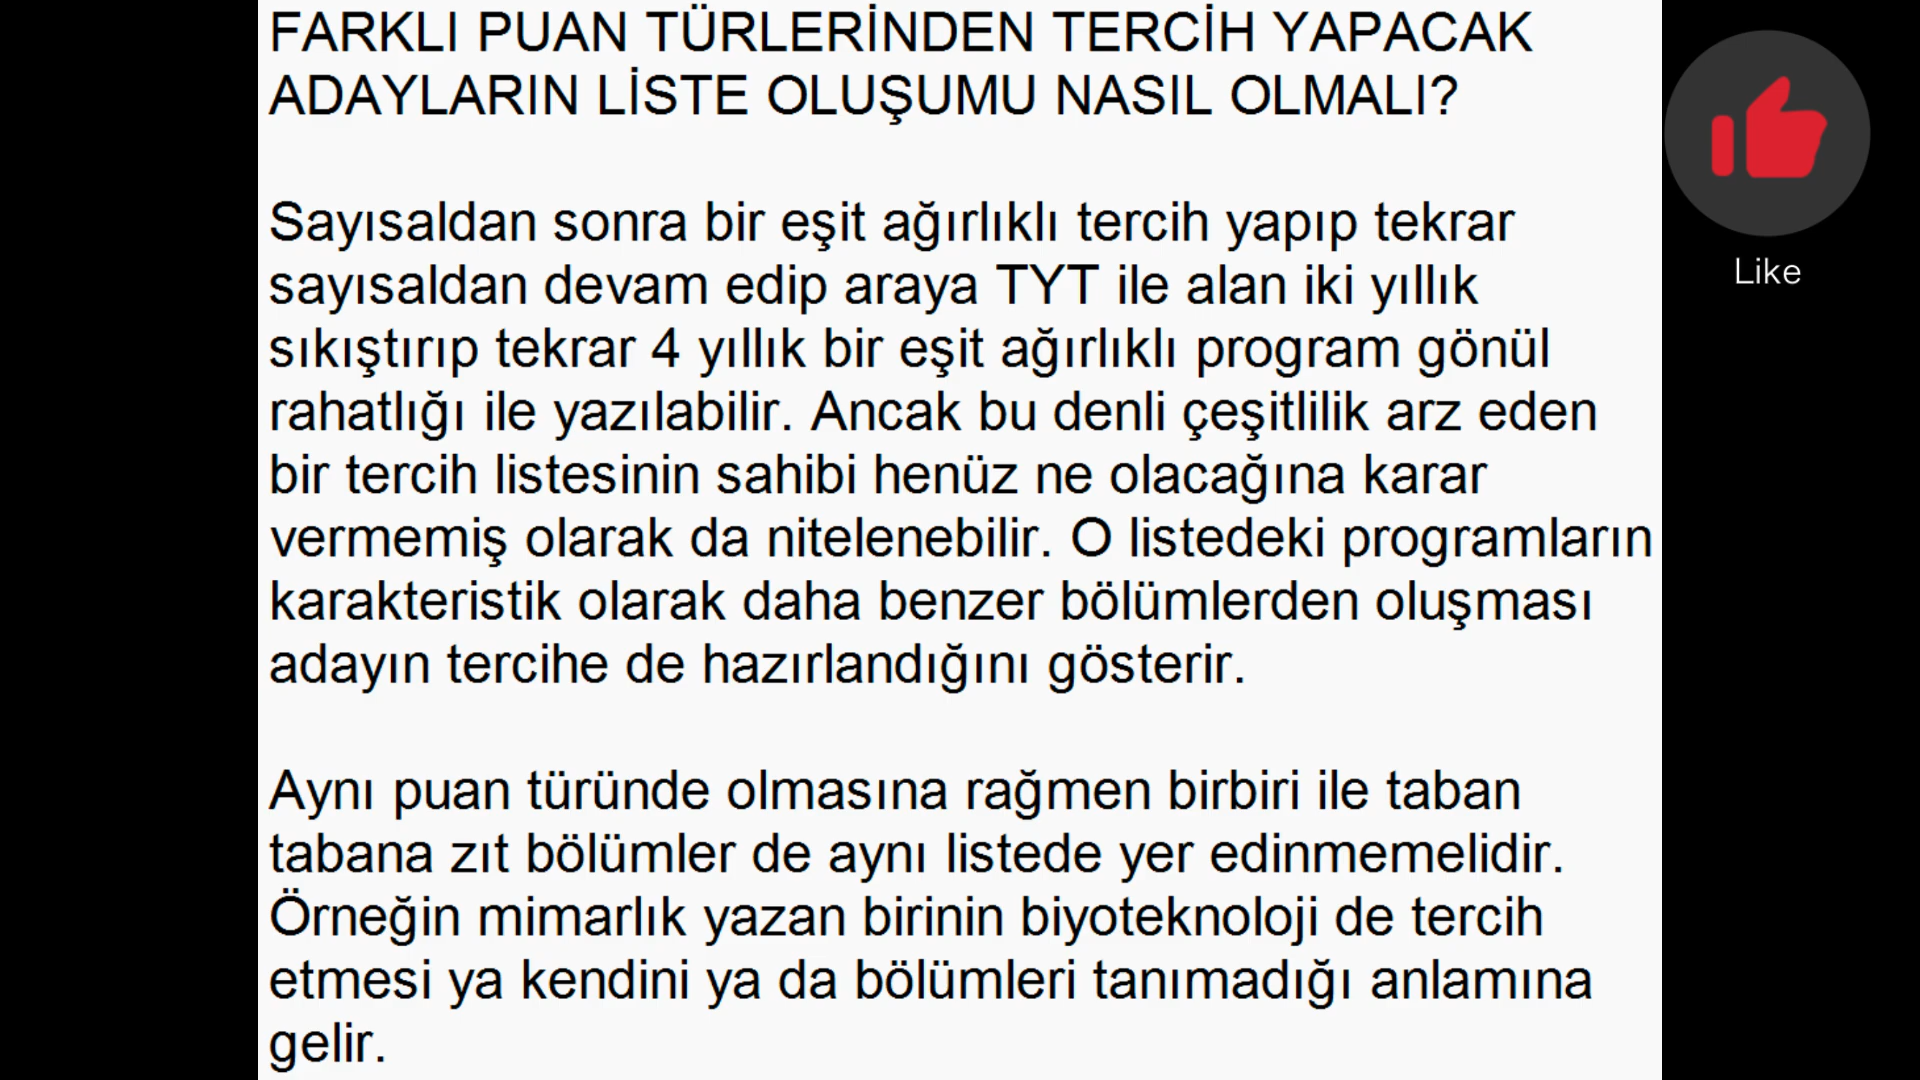 FARKLI PUAN TÜRLERİNDEN TERCİH YAPACAK
ADAYLARIN LİSTE OLUŞUMU NASIL OLMALI?
Sayısaldan sonra bir eşit ağırlıklı tercih yapıp tekrar
sayısaldan devam edip araya TYT ile alan iki yıllık
sıkıştırıp tekrar 4 yıllık bir eşit ağırlıklı program gönül
rahatlığı ile yazılabilir. Ancak bu denli çeşitlilik arz eden
bir tercih listesinin sahibi henüz ne olacağına karar
vermemiş olarak da nitelenebilir. O listedeki programların
karakteristik olarak daha benzer bölümlerden oluşması
adayın tercihe de hazırlandığını gösterir.
Aynı puan türünde olmasına rağmen birbiri ile taban
tabana zıt bölümler de aynı listede yer edinmemelidir.
Örneğin mimarlık yazan birinin biyoteknoloji de tercih
etmesi ya kendini ya da bölümleri tanımadığı anlamına
gelir.
Like